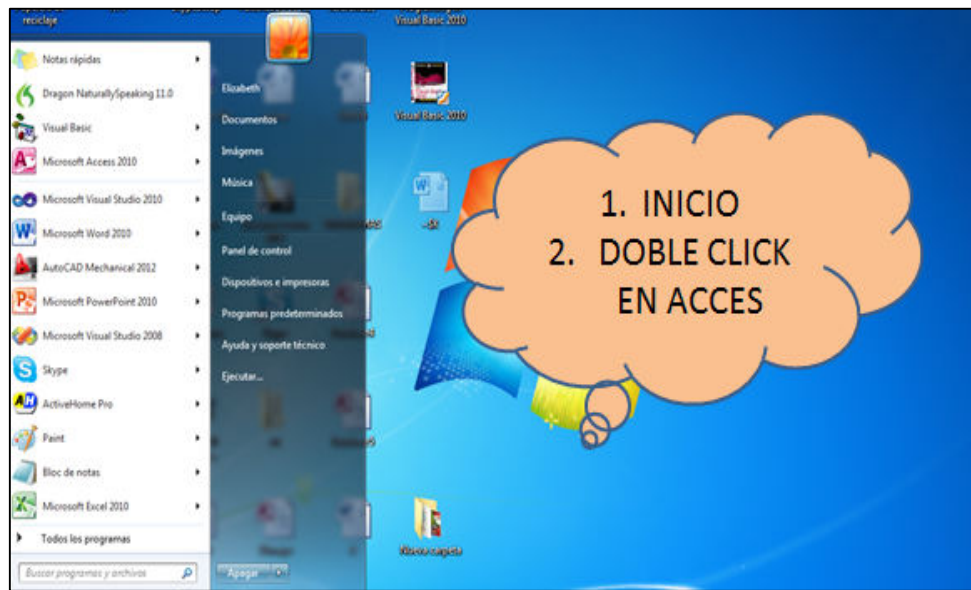 reciclaje
Visual Basic 2010
Notas rápidas
Dragon NaturallySpeaking 11.0
Visual Basic
Microsoft Access 2010
Microsoft Visual Studio 2010
Microsoft Word 2010
AutoCAD Mechanical 2012
Microsoft PowerPoint 2010
Microsoft Visual Studio 2008
Skype
ActiveHome Pro
Paint
Bloc de notas
Microsoft Excel 2010
Todos los programas
Buscar programas y archivos
Elizabeth
Documentos
Imágenes
Música
Equipo
Panel de control
Dispositivos e impresoras
Programas predeterminados
Ayuda y soporte técnico
Ejecutar...
Apagar
Visual Basic 2010
Nueva carpeta
1. INICIO
2. DOBLE CLICK
EN ACCES